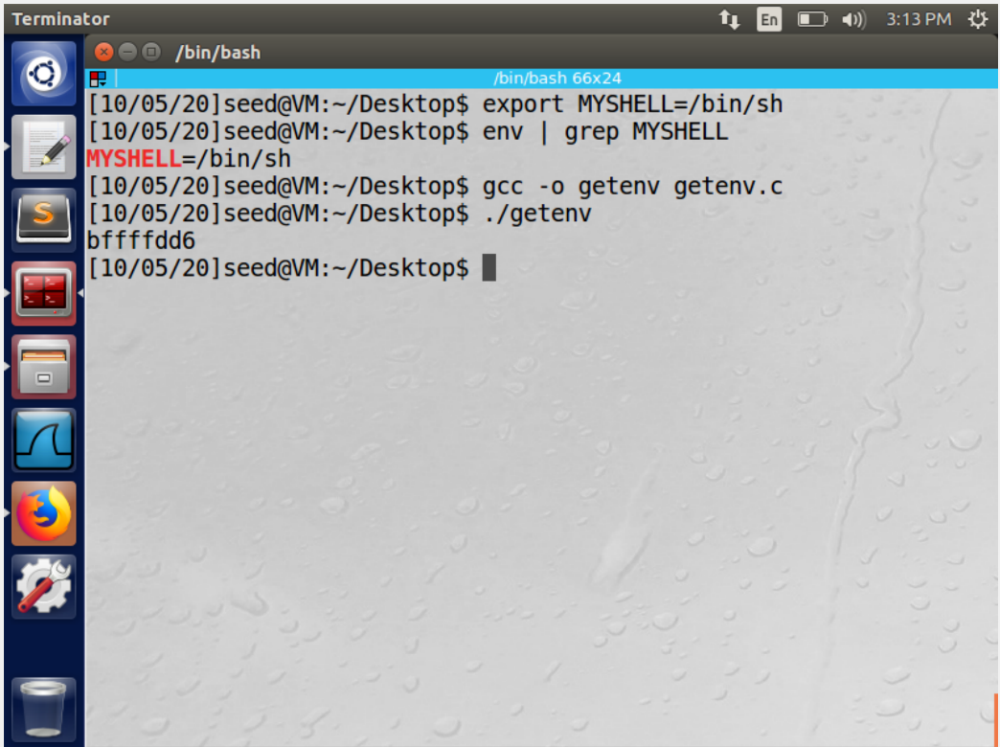 Terminator
En
3:13 PM
/bin/bash
/bin/bash 66x24
[10/05/20]seed@VM:~/Desktop$ export MYSHELL=/bin/sh
[10/05/20]seed@VM:~/Desktop$ env | grep MYSHELL
MYSHELL=/bin/sh
[10/05/20]seed@VM:~/Desktop$ gcc -o getenv getenv.c
[10/05/20]seed@VM:~/Desktop$ ./getenv
bffffdd6
[10/05/20]seed@VM:~/Desktop$